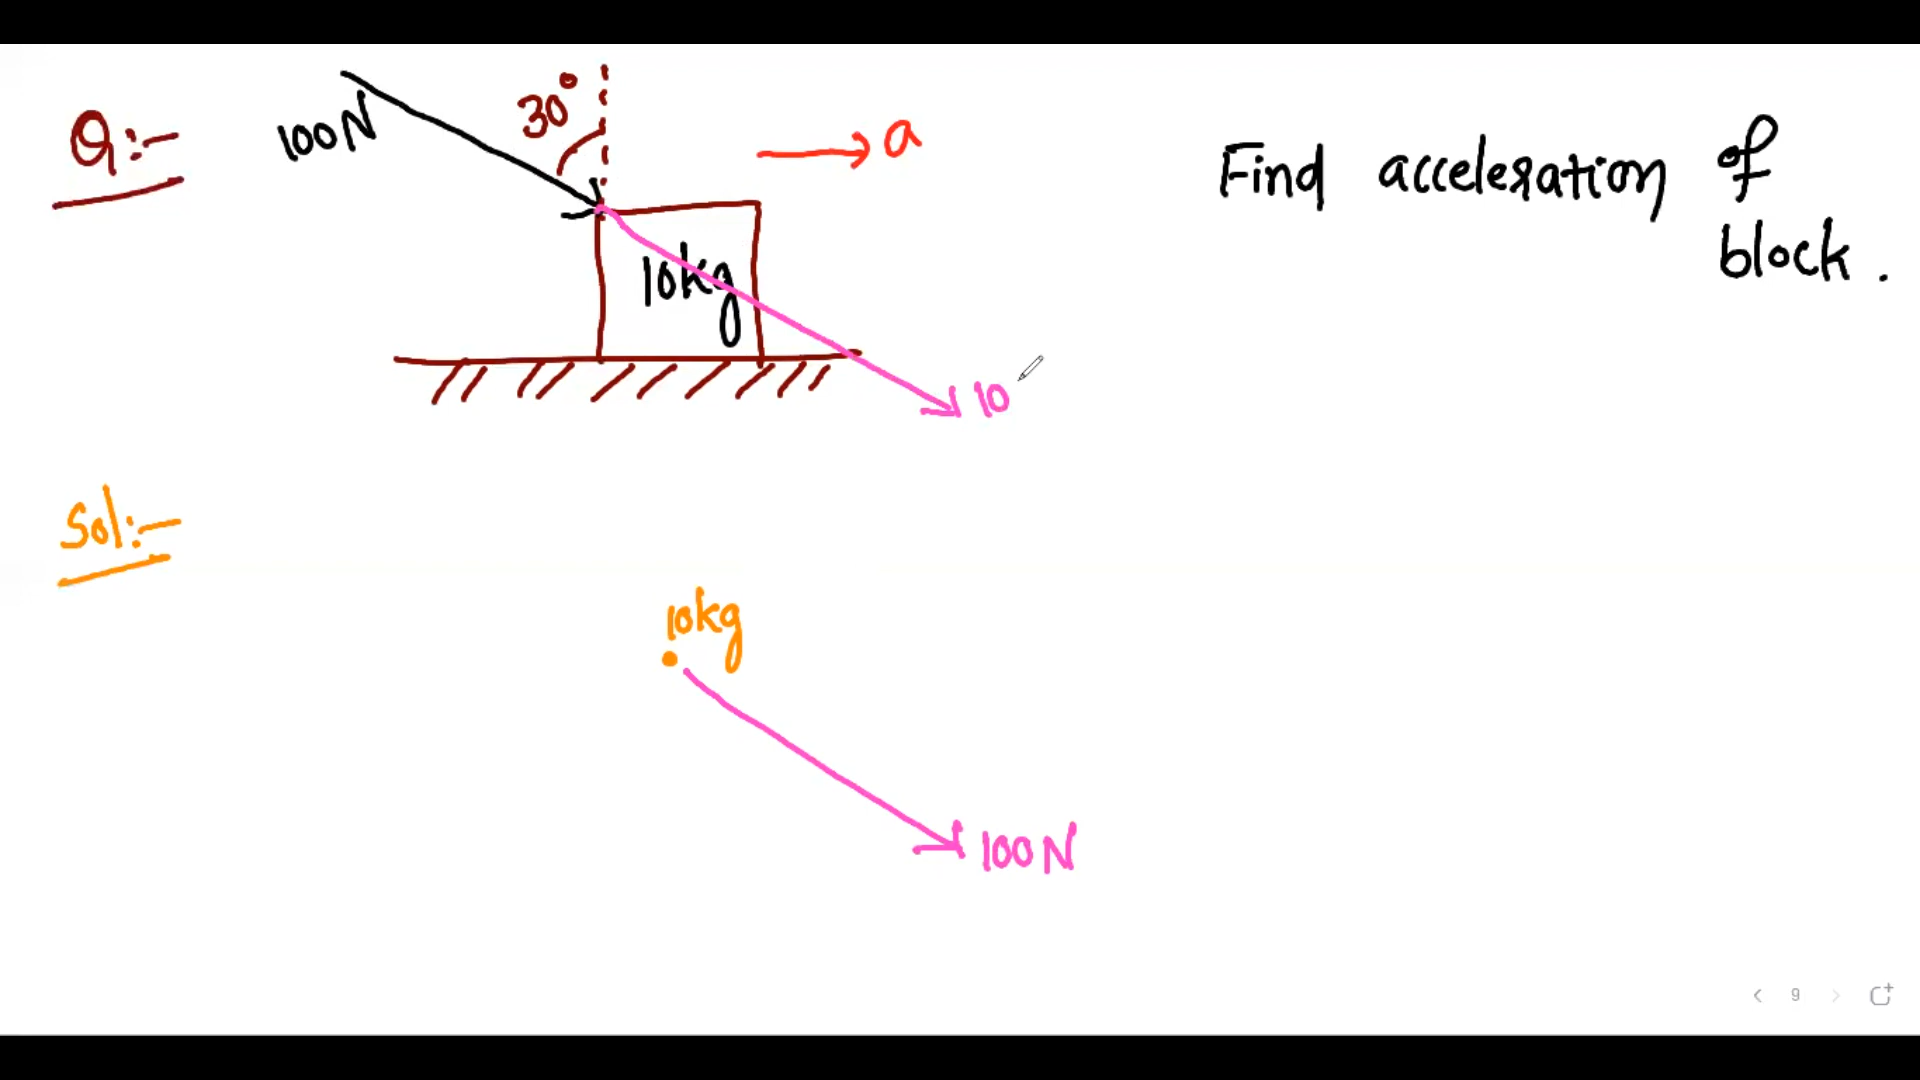 Q:-
100N
30°
a
10kg
10
Find acceleration of
block.
Sol:-
10kg
100N
9